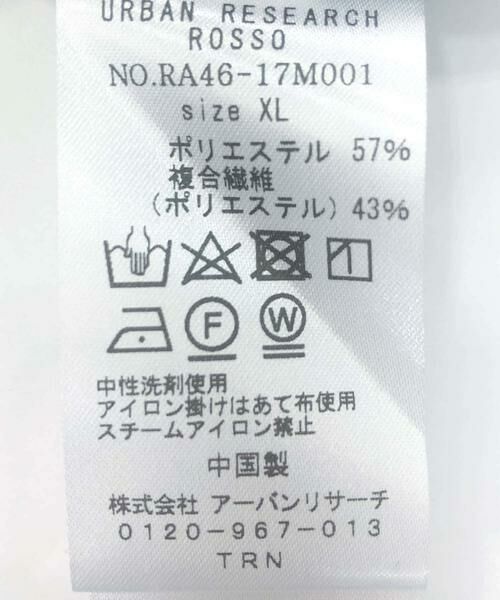 URBAN RESEARCH
ROSSO
NO.RA46-17M001
size XL
ポリエステル 57%
複合繊維
(ポリエステル) 43%
F W
中性洗剤使用
アイロン掛けはあて布使用
スチームアイロン禁止
中国製
株式会社 アーバンリサーチ
0120-967-013
TRN